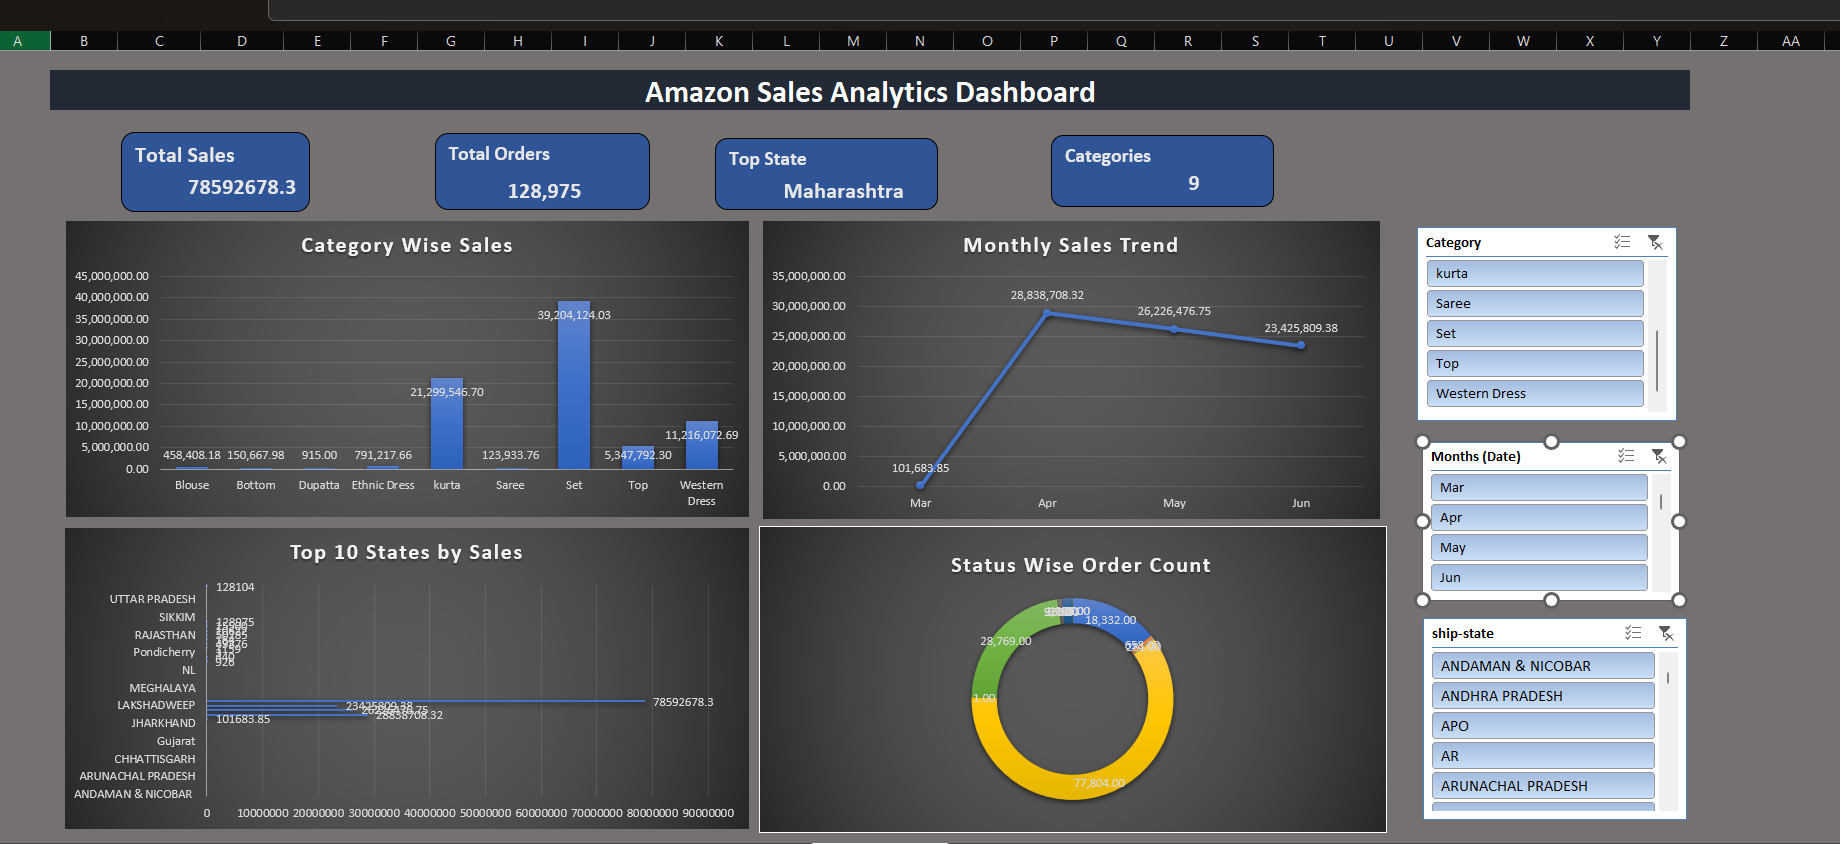 A B C D E F G H I J K L M N O P Q R S T U V W X Y Z AA
Amazon Sales Analytics Dashboard
Total Sales
78592678.3
Total Orders
128,975
Top State
Maharashtra
Categories
9
Category Wise Sales
45,000,000.00
40,000,000.00
35,000,000.00
30,000,000.00
25,000,000.00
20,000,000.00
15,000,000.00
10,000,000.00
5,000,000.00
0.00
458,408.18
150,667.98
915.00
791,217.66
21,299,546.70
123,933.76
39,204,124.03
5,347,792.30
11,216,072.69
Blouse
Bottom
Dupatta
Ethnic Dress
kurta
Saree
Set
Top
Western
Dress
Monthly Sales Trend
35,000,000.00
30,000,000.00
25,000,000.00
20,000,000.00
15,000,000.00
10,000,000.00
5,000,000.00
0.00
101,683.85
28,838,708.32
26,226,476.75
23,425,809.38
Mar
Apr
May
Jun
Category
kurta
Saree
Set
Top
Western Dress
Months (Date)
Mar
Apr
May
Jun
Top 10 States by Sales
UTTAR PRADESH
SIKKIM
RAJASTHAN
Pondicherry
NL
MEGHALAYA
LAKSHADWEEP
JHARKHAND
Gujarat
CHHATTISGARH
ARUNACHAL PRADESH
ANDAMAN & NICOBAR
128104
128975
928
78592678.3
23425809.38
28838708.32
101683.85
0 10000000 20000000 30000000 40000000 50000000 60000000 70000000 80000000 90000000
Status Wise Order Count
18,332.00
28,769.00
1.00
77,804.00
ship-state
ANDAMAN & NICOBAR
ANDHRA PRADESH
APO
AR
ARUNACHAL PRADESH